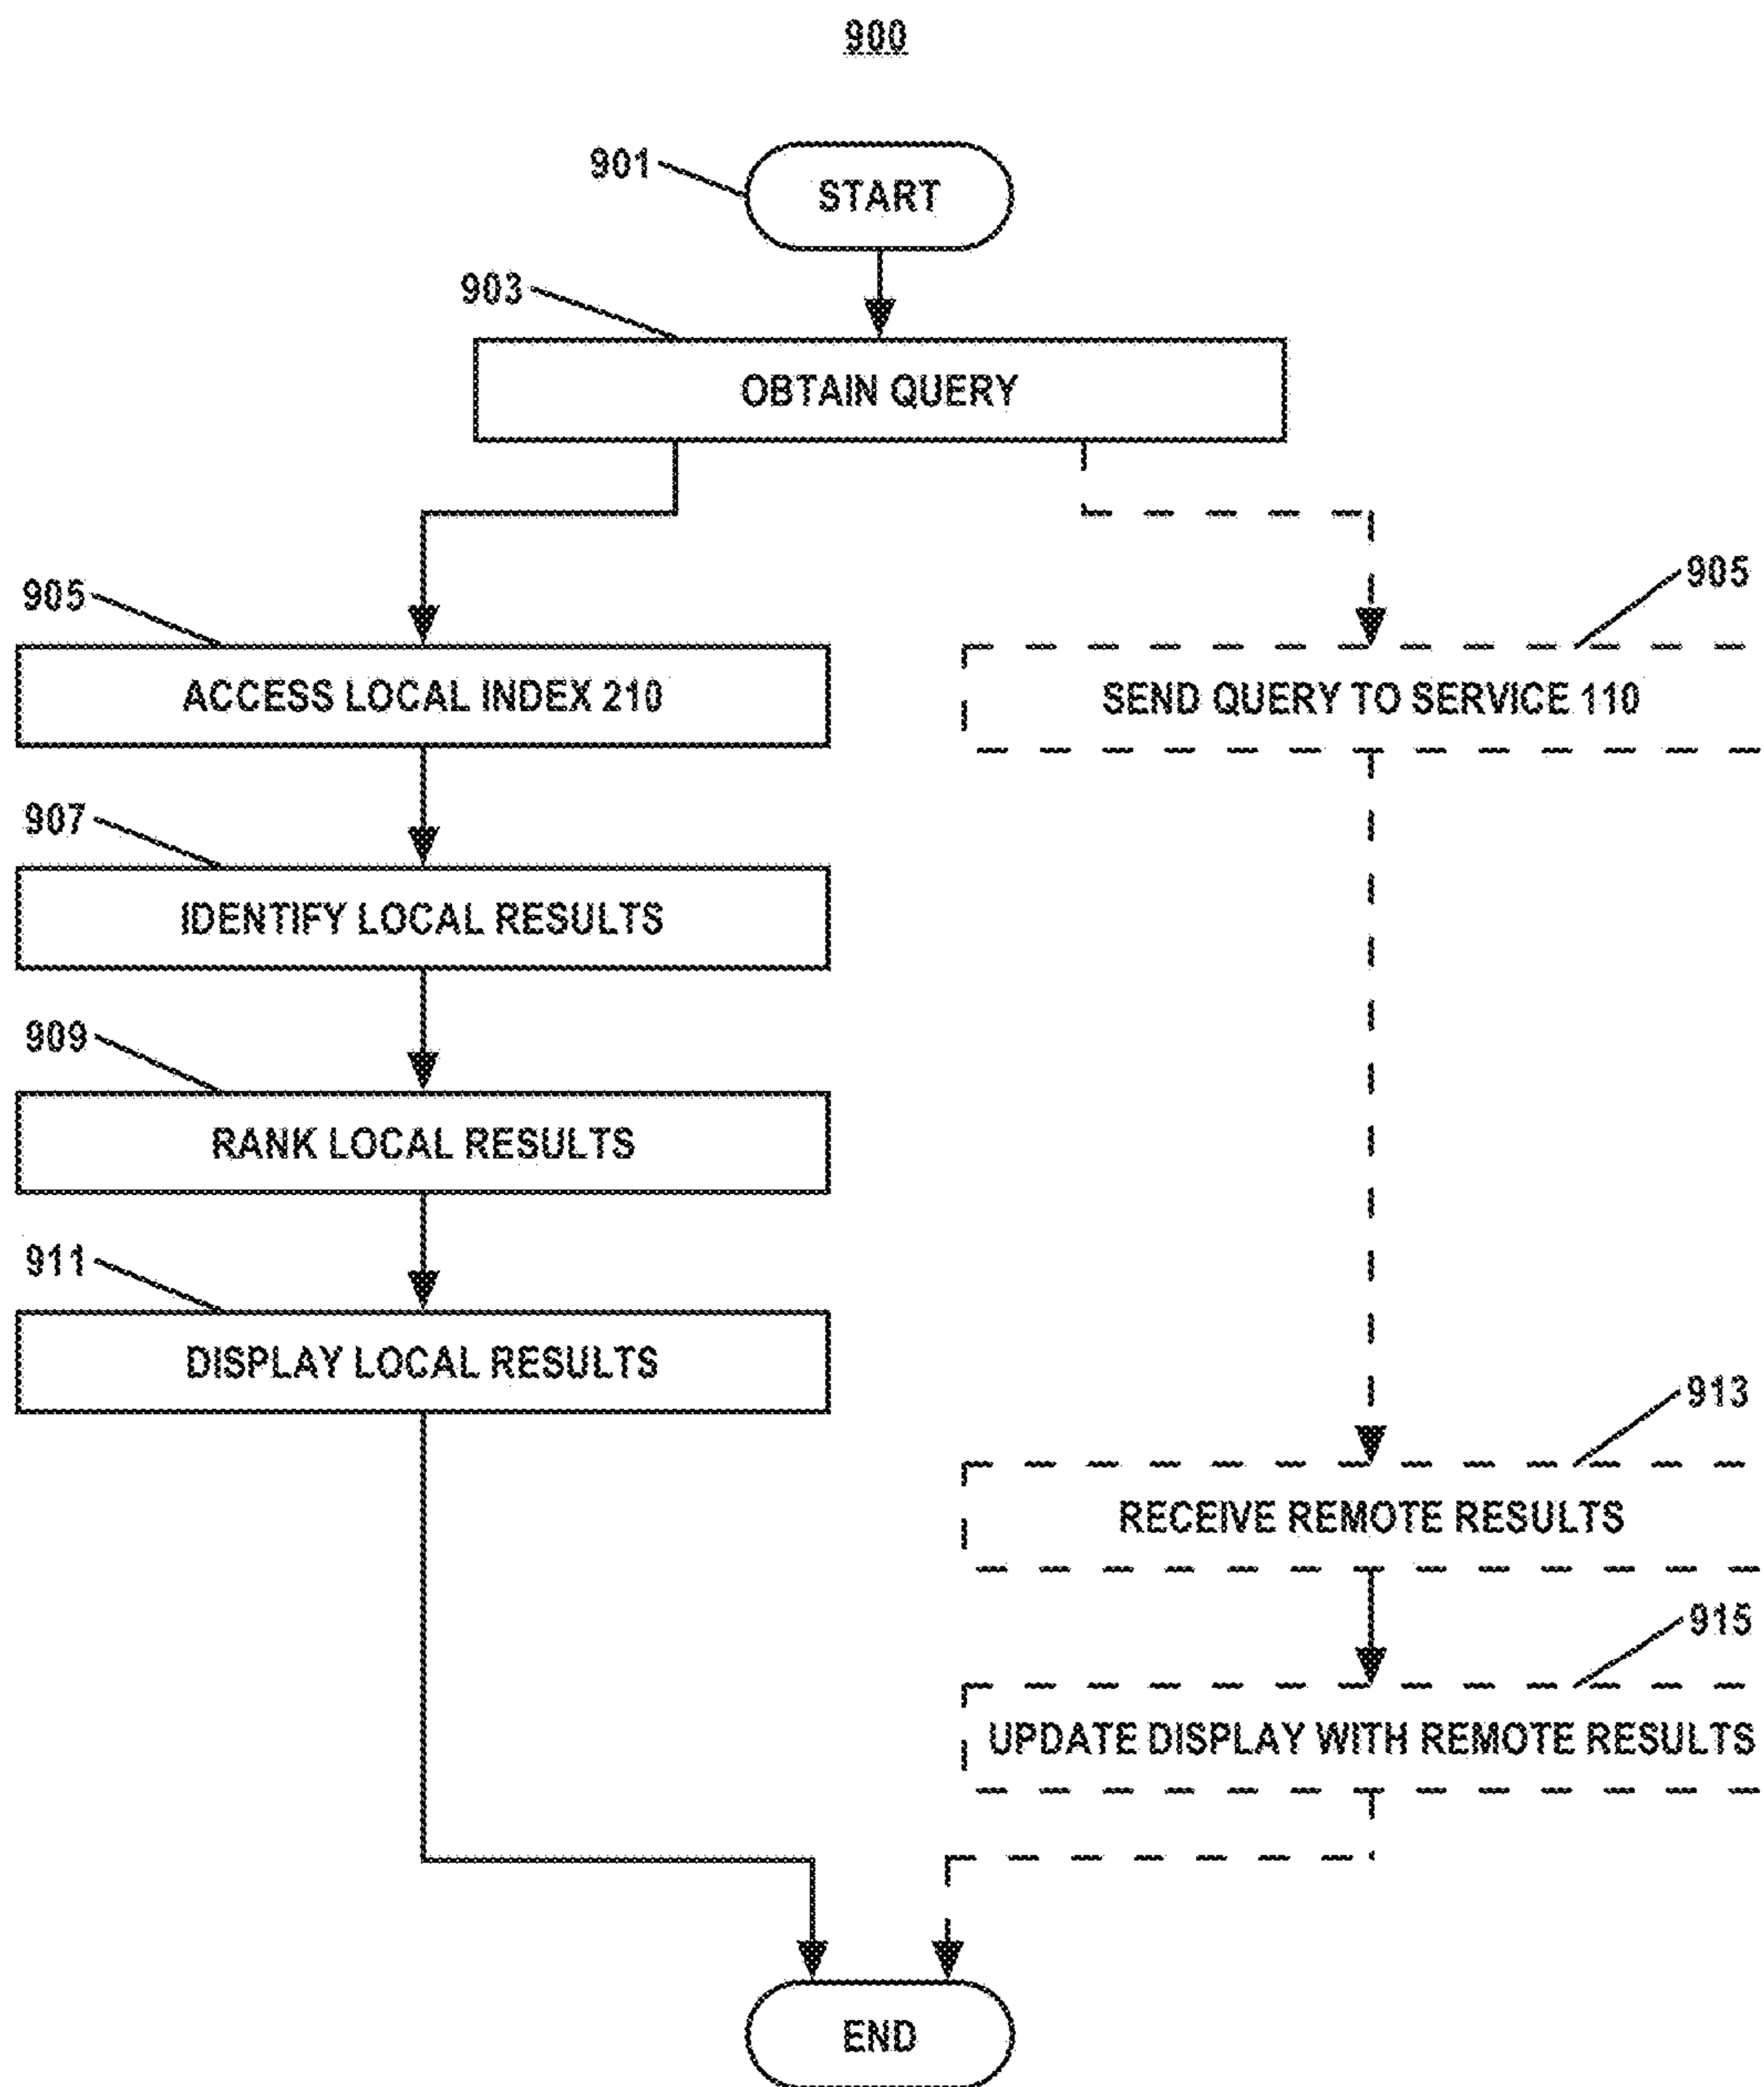 900
901
START
903
OBTAIN QUERY
905
ACCESS LOCAL INDEX 210
905
SEND QUERY TO SERVICE 110
907
IDENTIFY LOCAL RESULTS
909
RANK LOCAL RESULTS
911
DISPLAY LOCAL RESULTS
913
RECEIVE REMOTE RESULTS
915
UPDATE DISPLAY WITH REMOTE RESULTS
END